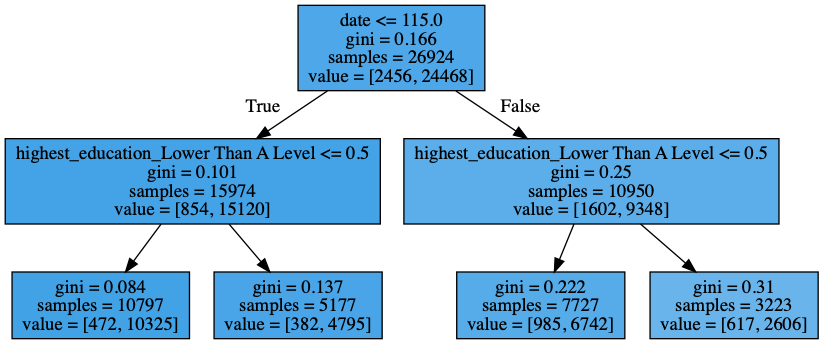 date <= 115.0
gini = 0.166
samples = 26924
value = [2456, 24468]
True
False
highest_education_Lower Than A Level <= 0.5
gini = 0.101
samples = 15974
value = [854, 15120]
highest_education_Lower Than A Level <= 0.5
gini = 0.25
samples = 10950
value = [1602, 9348]
gini = 0.084
samples = 10797
value = [472, 10325]
gini = 0.137
samples = 5177
value = [382, 4795]
gini = 0.222
samples = 7727
value = [985, 6742]
gini = 0.31
samples = 3223
value = [617, 2606]